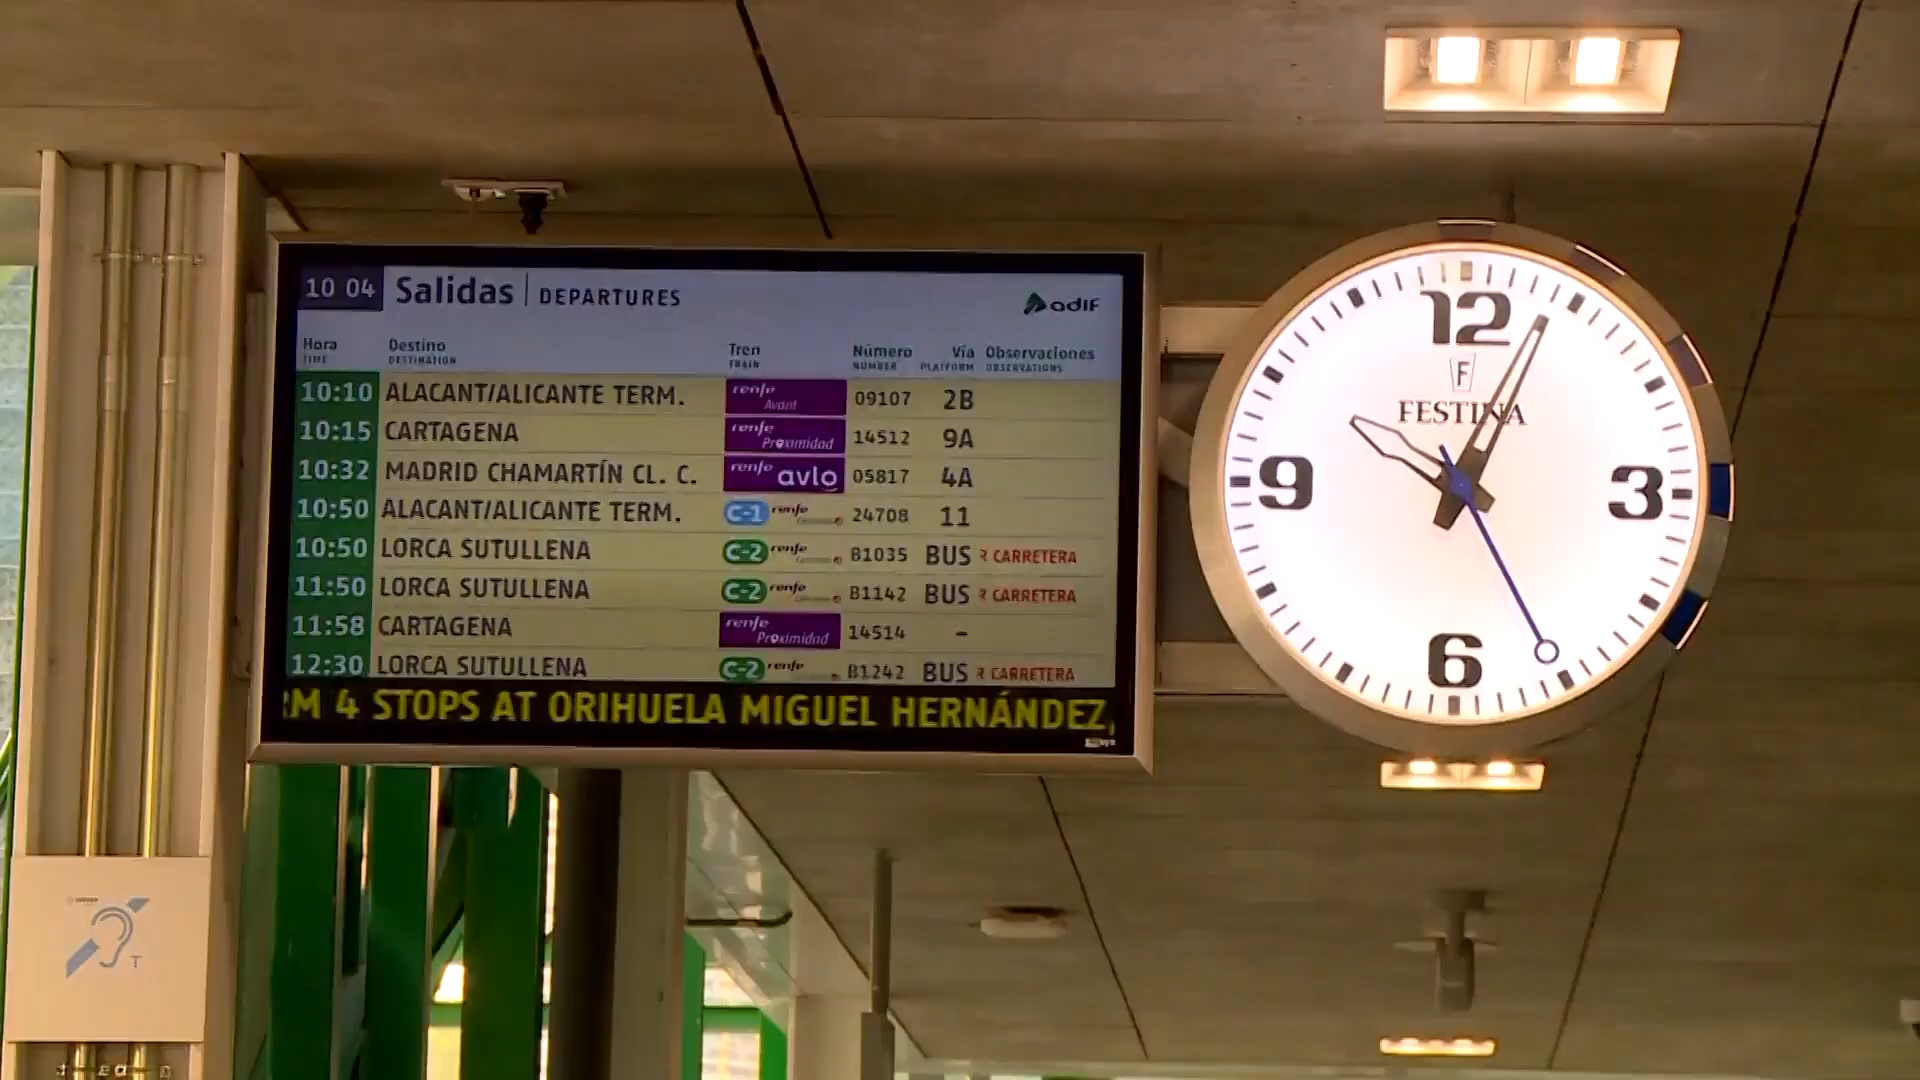 10 04 Salidas | DEPARTURES adif
Hora Destino Tren Número Vía Observaciones
TIME DESTINATION TRAIN NUMBER PLATFORM OBSERVATIONS
10:10 ALACANT/ALICANTE TERM. renfe Avant 09107 2B
10:15 CARTAGENA renfe Proximidad 14512 9A
10:32 MADRID CHAMARTÍN CL. C. renfe avlo 05817 4A
10:50 ALACANT/ALICANTE TERM. C-1 renfe 24708 11
10:50 LORCA SUTULLENA C-2 renfe B1035 BUS R CARRETERA
11:50 LORCA SUTULLENA C-2 renfe B1142 BUS R CARRETERA
11:58 CARTAGENA renfe Proximidad 14514 -
12:30 LORCA SUTULLENA C-2 renfe B1242 BUS R CARRETERA
RM 4 STOPS AT ORIHUELA MIGUEL HERNÁNDEZ,
12
F
FESTINA
9
3
6
T